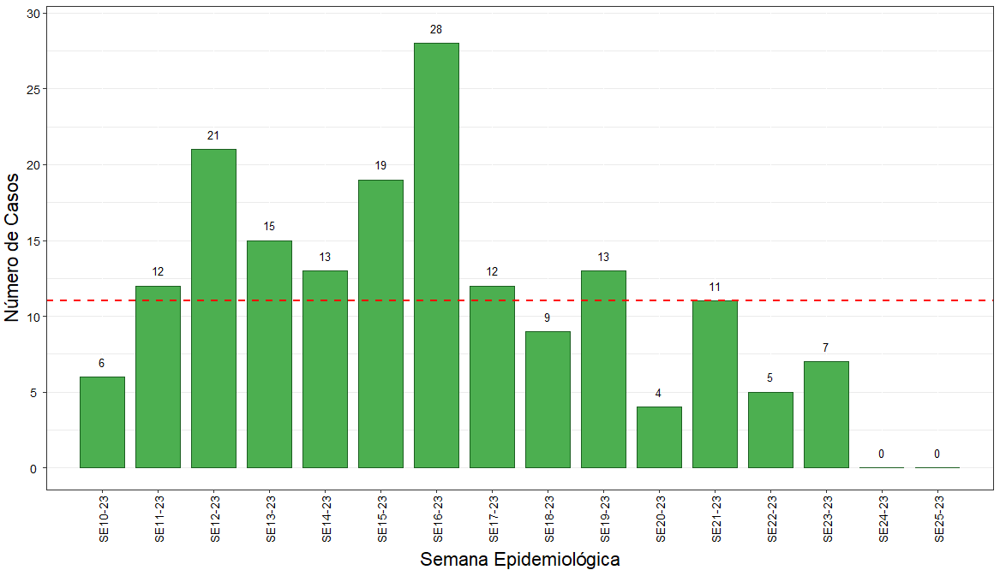 Número de Casos
30
25
20
15
10
5
0
6
12
21
15
13
19
28
12
9
13
4
11
5
7
0
0
SE10-23
SE11-23
SE12-23
SE13-23
SE14-23
SE15-23
SE16-23
SE17-23
SE18-23
SE19-23
SE20-23
SE21-23
SE22-23
SE23-23
SE24-23
SE25-23
Semana Epidemiológica